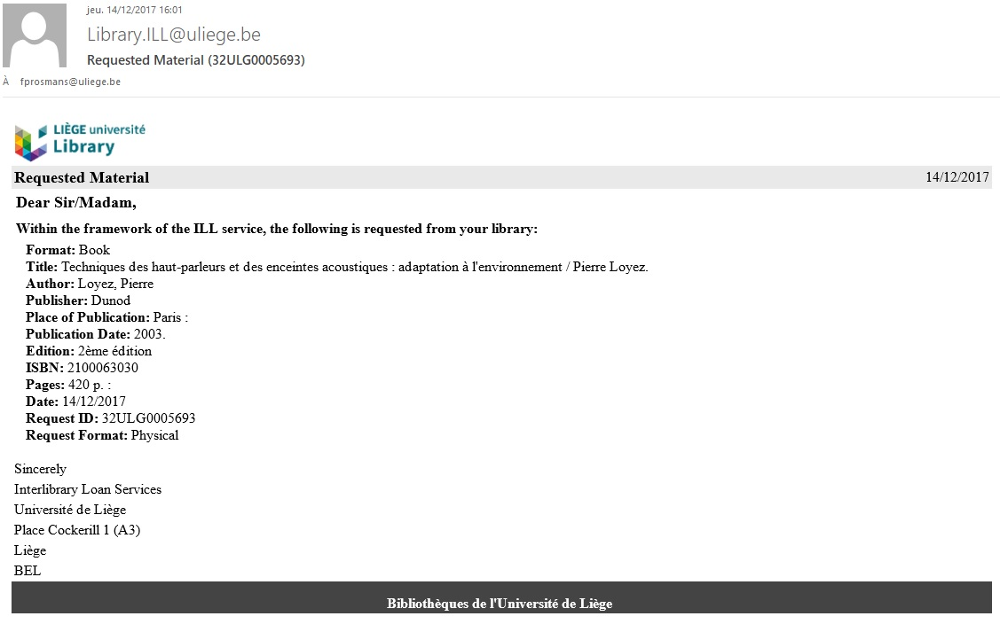 jeu. 14/12/2017 16:01
Library.ILL@uliege.be
Requested Material (32ULG0005693)
À fprosmans@uliege.be
LIÈGE université
Library
Requested Material 14/12/2017
Dear Sir/Madam,
Within the framework of the ILL service, the following is requested from your library:
Format: Book
Title: Techniques des haut-parleurs et des enceintes acoustiques : adaptation à l'environnement / Pierre Loyez.
Author: Loyez, Pierre
Publisher: Dunod
Place of Publication: Paris :
Publication Date: 2003.
Edition: 2ème édition
ISBN: 2100063030
Pages: 420 p. :
Date: 14/12/2017
Request ID: 32ULG0005693
Request Format: Physical
Sincerely
Interlibrary Loan Services
Université de Liège
Place Cockerill 1 (A3)
Liège
BEL
Bibliothèques de l'Université de Liège